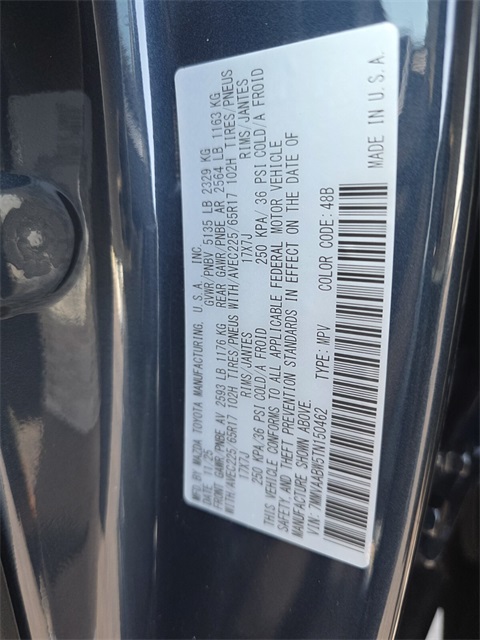 MFD BY MAZDA TOYOTA MANUFACTURING, U.S.A., INC.
DATE: 11/25 GVWR/PNBV 5135 LB 2329 KG
FRONT GAWR/PNBE AV 2593 LB 1176 KG REAR GAWR/PNBE AR 2564 LB 1163 KG
WITH/AVEC225/65R17 102H TIRES/PNEUS WITH/AVEC225/65R17 102H TIRES/PNEUS
17X7J RIMS/JANTES 17X7J RIMS/JANTES
250 KPA/36 PSI COLD/A FROID 250 KPA/ 36 PSI COLD/A FROID
THIS VEHICLE CONFORMS TO ALL APPLICABLE FEDERAL MOTOR VEHICLE
SAFETY AND THEFT PREVENTION STANDARDS IN EFFECT ON THE DATE OF
MANUFACTURE SHOWN ABOVE.
VIN: 7MMVAABW5TN150462 TYPE: MPV COLOR CODE: 48B
MADE IN U.S.A.